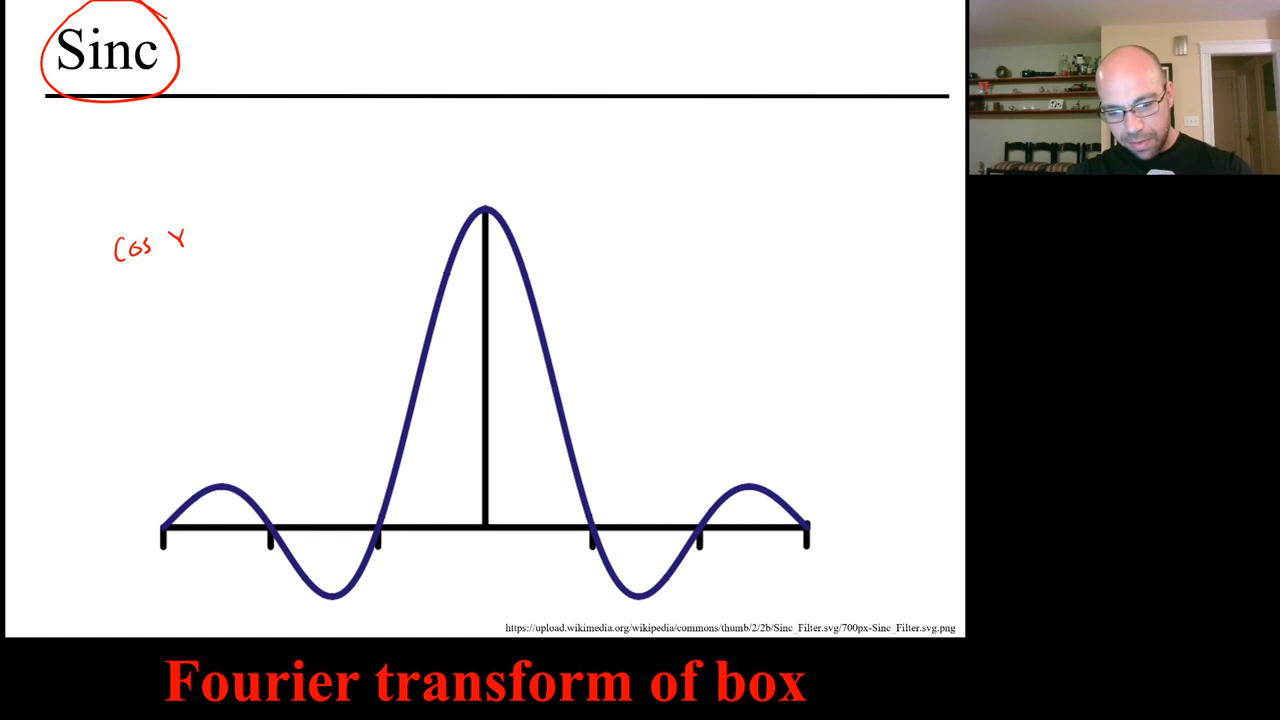 Sinc
Cos x
https://upload.wikimedia.org/wikipedia/commons/thumb/2/2b/Sinc_Filter.svg/700px-Sinc_Filter.svg.png
Fourier transform of box